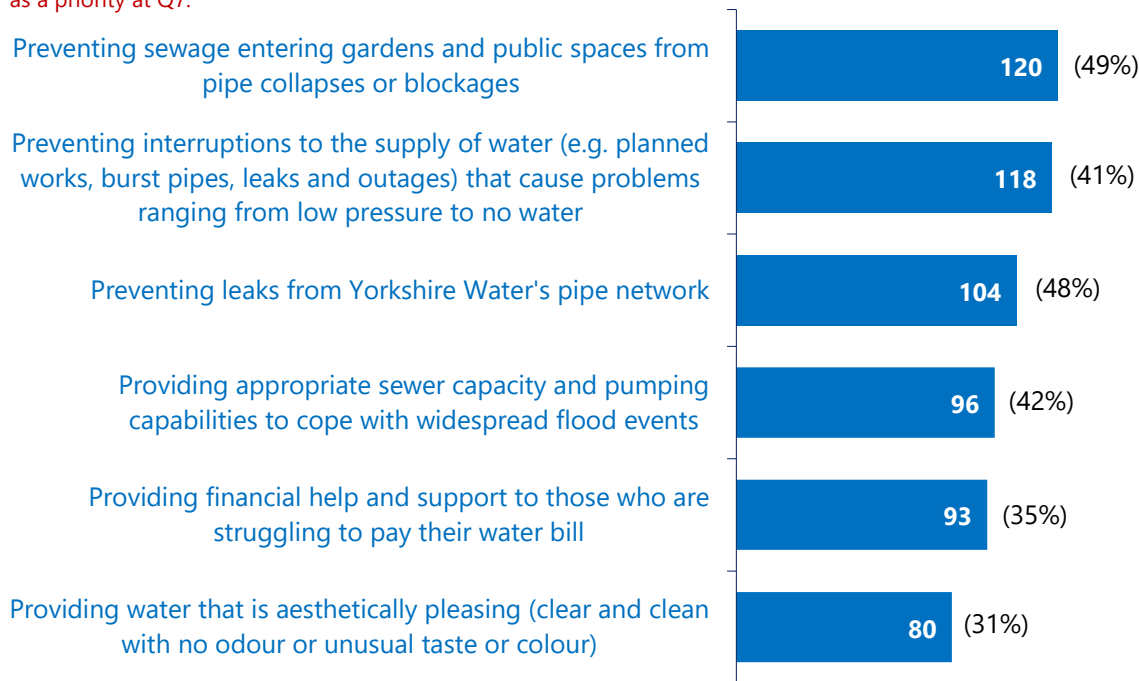 as a priority at Q7.
Preventing sewage entering gardens and public spaces from
pipe collapses or blockages
120 (49%)
Preventing interruptions to the supply of water (e.g. planned
works, burst pipes, leaks and outages) that cause problems
ranging from low pressure to no water
118 (41%)
Preventing leaks from Yorkshire Water's pipe network
104 (48%)
Providing appropriate sewer capacity and pumping
capabilities to cope with widespread flood events
96 (42%)
Providing financial help and support to those who are
struggling to pay their water bill
93 (35%)
Providing water that is aesthetically pleasing (clear and clean
with no odour or unusual taste or colour)
80 (31%)